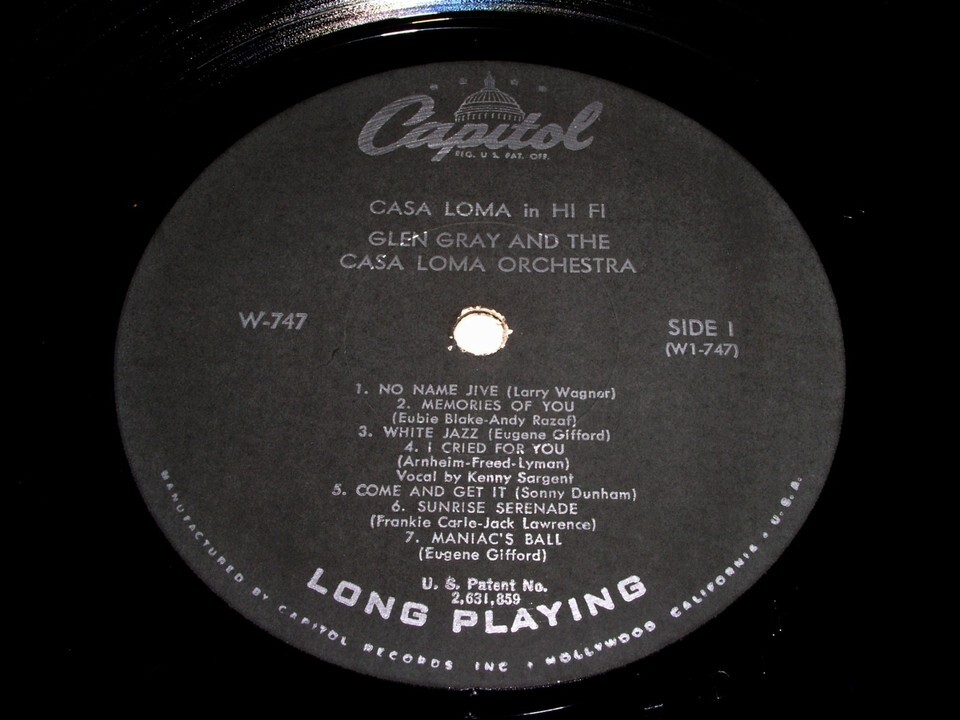 Capitol
REG. U. S. PAT. OFF.
CASA LOMA in HI FI
GLEN GRAY AND THE
CASA LOMA ORCHESTRA
W-747
SIDE 1
(W1-747)
1. NO NAME JIVE (Larry Wagner)
2. MEMORIES OF YOU
(Eubie Blake-Andy Razaf)
3. WHITE JAZZ (Eugene Gifford)
4. I CRIED FOR YOU
(Arnheim-Freed-Lyman)
Vocal by Kenny Sargent
5. COME AND GET IT (Sonny Dunham)
6. SUNRISE SERENADE
(Frankie Carle-Jack Lawrence)
7. MANIAC'S BALL
(Eugene Gifford)
U. S. Patent No.
2,631,859
LONG PLAYING
MANUFACTURED BY CAPITOL RECORDS INC • HOLLYWOOD CALIFORNIA • U. S. A.